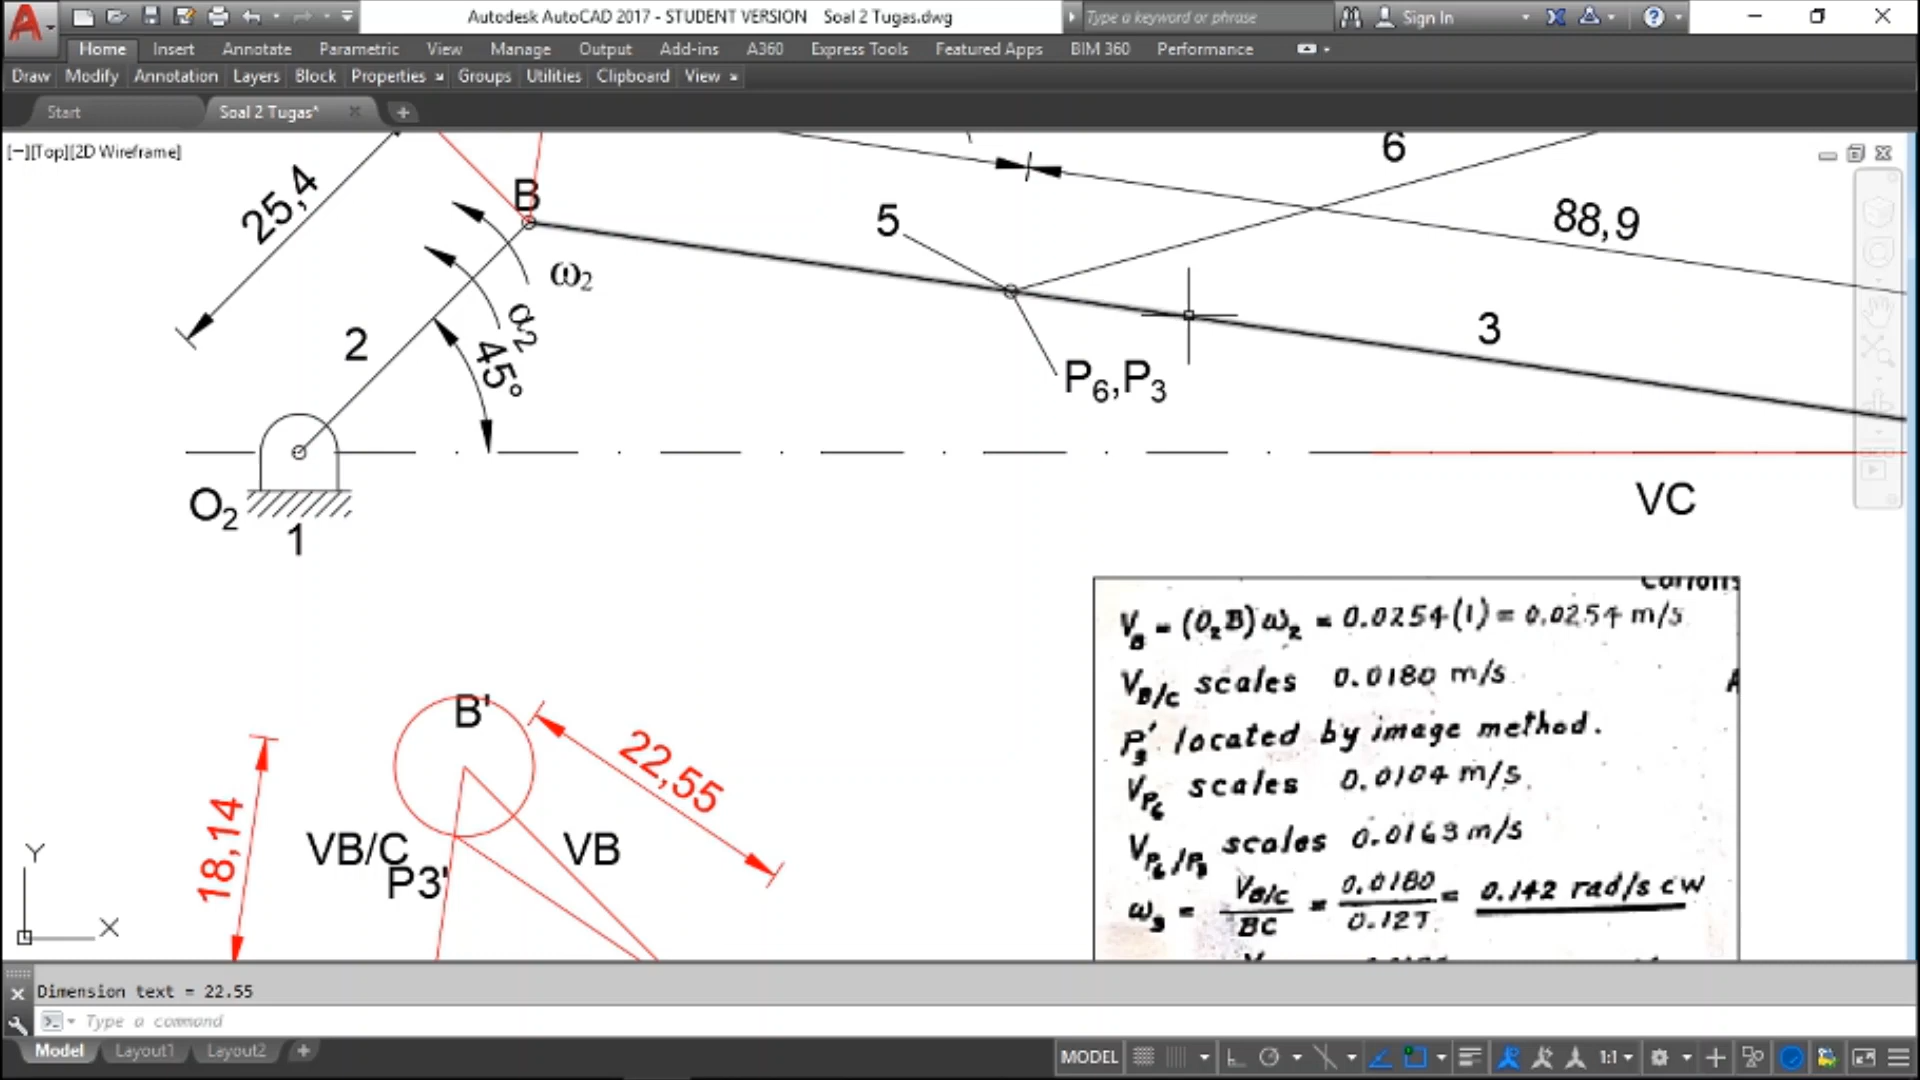 Autodesk AutoCAD 2017 - STUDENT VERSION Soal 2 Tugas.dwg
Type a keyword or phrase
Sign In
Home Insert Annotate Parametric View Manage Output Add-ins A360 Express Tools Featured Apps BIM 360 Performance
Draw Modify Annotation Layers Block Properties Groups Utilities Clipboard View
Start
Soal 2 Tugas*
[−][Top][2D Wireframe]
25,4
B
ω2
α2
45°
2
5
6
88,9
3
P6,P3
O2
1
VC
VB = (O2B)ω2 = 0.0254(1) = 0.0254 m/s
VB/C scales 0.0180 m/s
P3' located by image method.
VP6 scales 0.0104 m/s
VP6/P3 scales 0.0163 m/s
ω3 = VB/C / BC = 0.0180 / 0.127 = 0.142 rad/s cw
B'
22,55
18,14
VB/C
P3'
VB
Y
X
Dimension text = 22.55
Type a command
Model Layout1 Layout2
MODEL
1:1